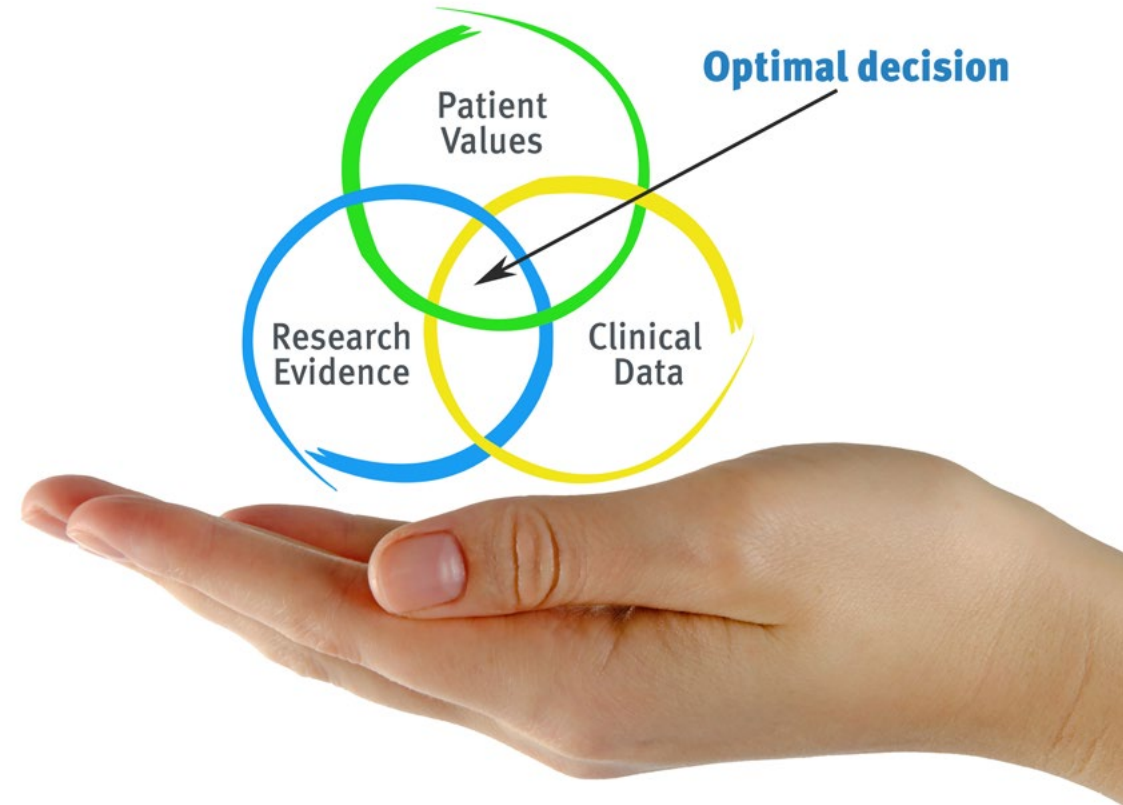 Optimal decision
Patient
Values
Research
Evidence
Clinical
Data